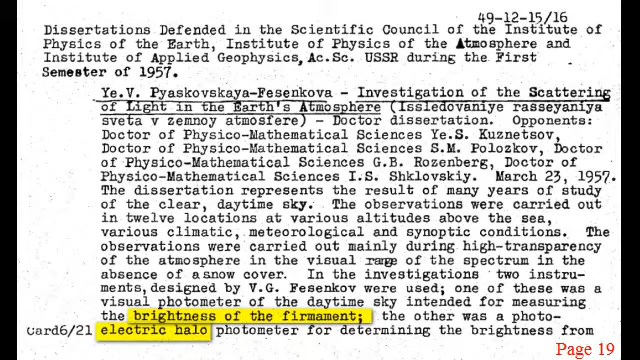 49-12-15/16
Dissertations Defended in the Scientific Council of the Institute of
Physics of the Earth, Institute of Physics of the Atmosphere and
Institute of Applied Geophysics, Ac.Sc. USSR during the First
Semester of 1957.
Ye.V. Pyaskovskaya-Fesenkova - Investigation of the Scattering
of Light in the Earth's Atmosphere (Issledovaniye rasseyaniya
sveta v zemnoy atmosfere) - Doctor dissertation. Opponents:
Doctor of Physico-Mathematical Sciences Ye.S. Kuznetsov,
Doctor of Physico-Mathematical Sciences S.M. Polozkov, Doctor
of Physico-Mathematical Sciences G.B. Rozenberg, Doctor of
Physico-Mathematical Sciences I.S. Shklovskiy. March 23, 1957.
The dissertation represents the result of many years of study
of the clear, daytime sky. The observations were carried out
in twelve locations at various altitudes above the sea,
various climatic, meteorological and synoptic conditions. The
observations were carried out mainly during high-transparency
of the atmosphere in the visual range of the spectrum in the
absence of a snow cover. In the investigations two instru-
ments, designed by V.G. Fesenkov were used; one of these was a
visual photometer of the daytime sky intended for measuring
the brightness of the firmament; the other was a photo-
Card6/21 electric halo photometer for determining the brightness from
Page 19